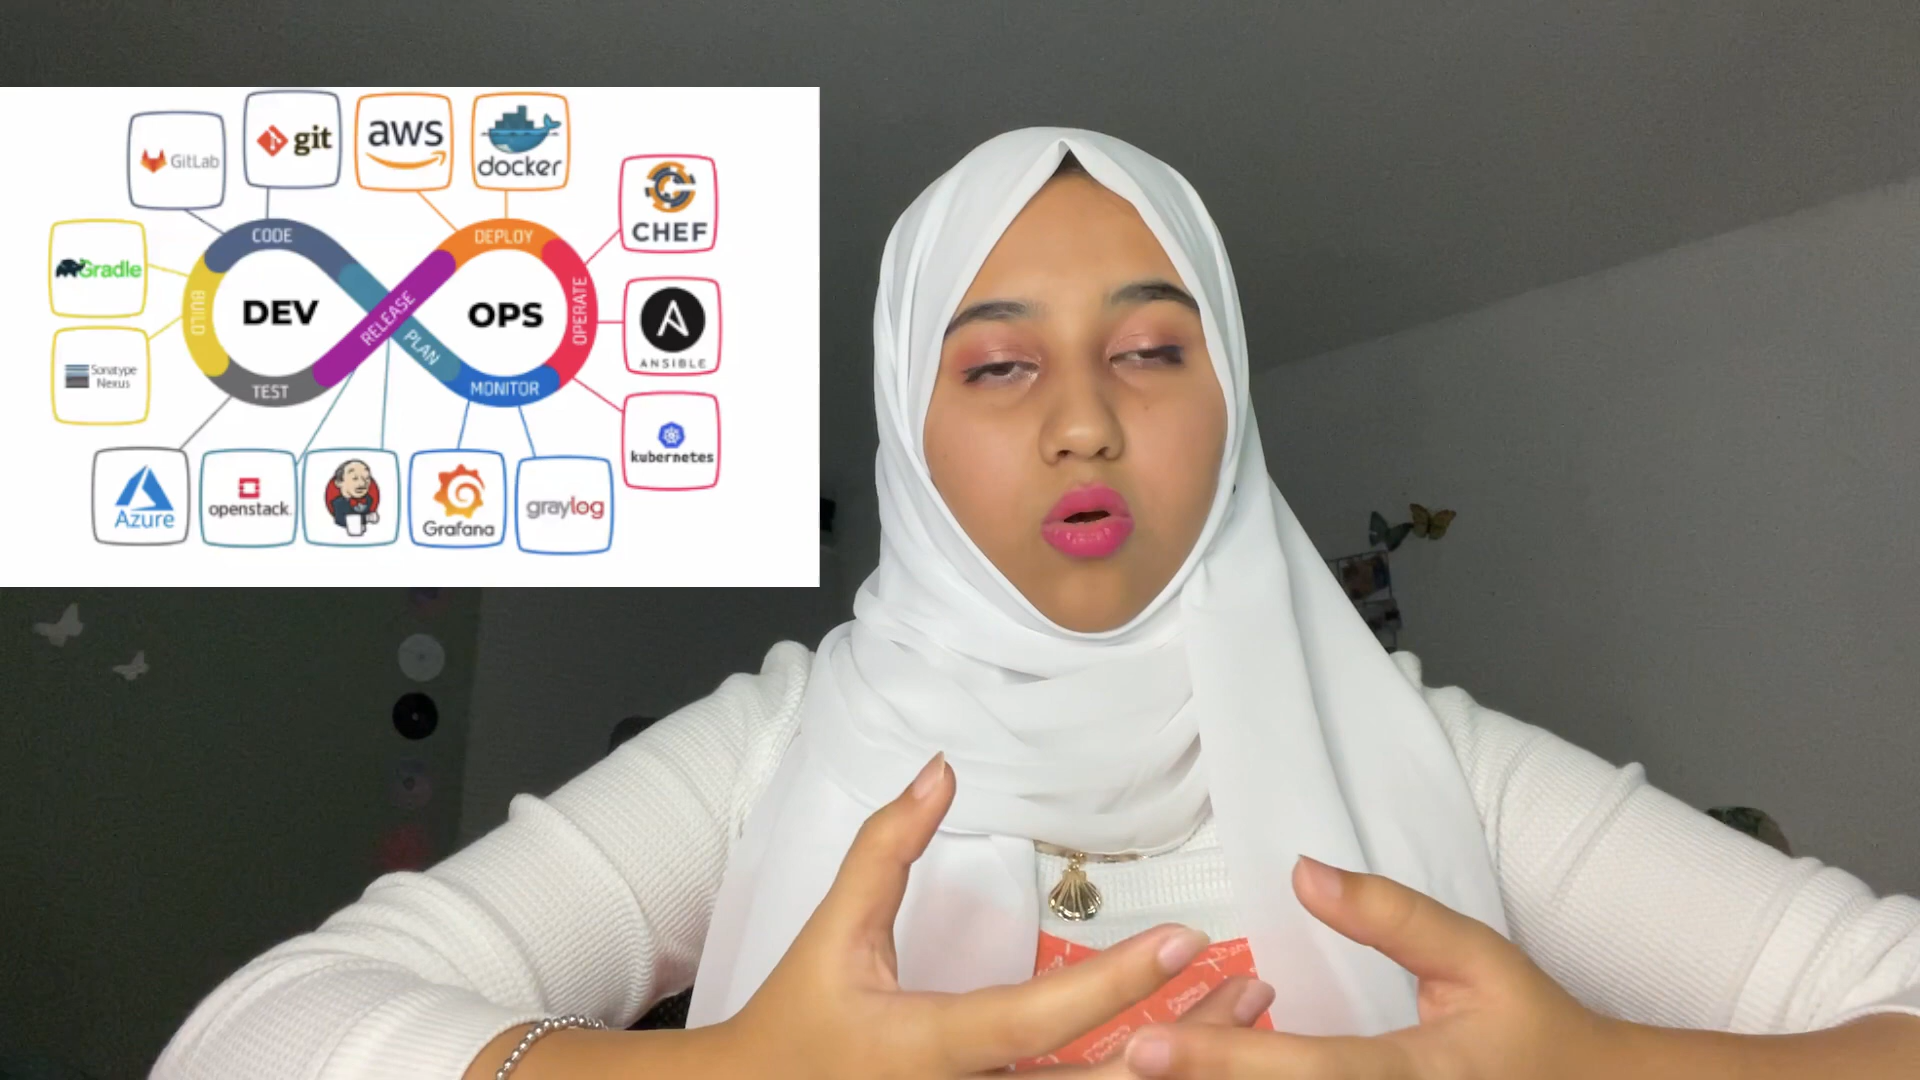 GitLab
git
aws
docker
CHEF
Gradle
CODE
DEPLOY
BUILD
DEV
RELEASE
OPS
OPERATE
ANSIBLE
PLAN
Sonatype
Nexus
TEST
MONITOR
kubernetes
Azure
openstack.
Grafana
graylog